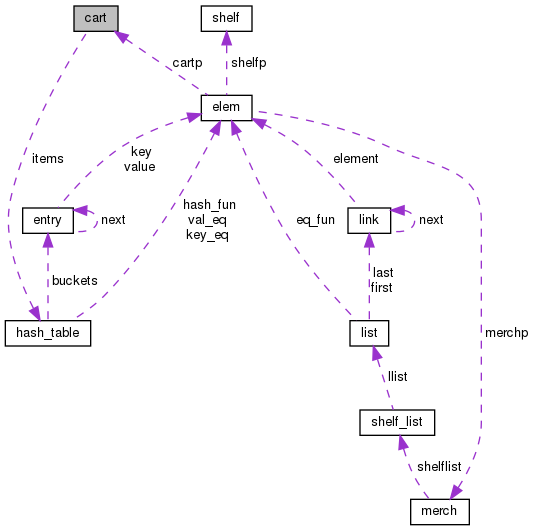 cart
shelf
cartp
shelfp
elem
items
key
value
element
hash_fun
val_eq
key_eq
eq_fun
entry
next
link
next
buckets
last
first
hash_table
list
merchp
llist
shelf_list
shelflist
merch